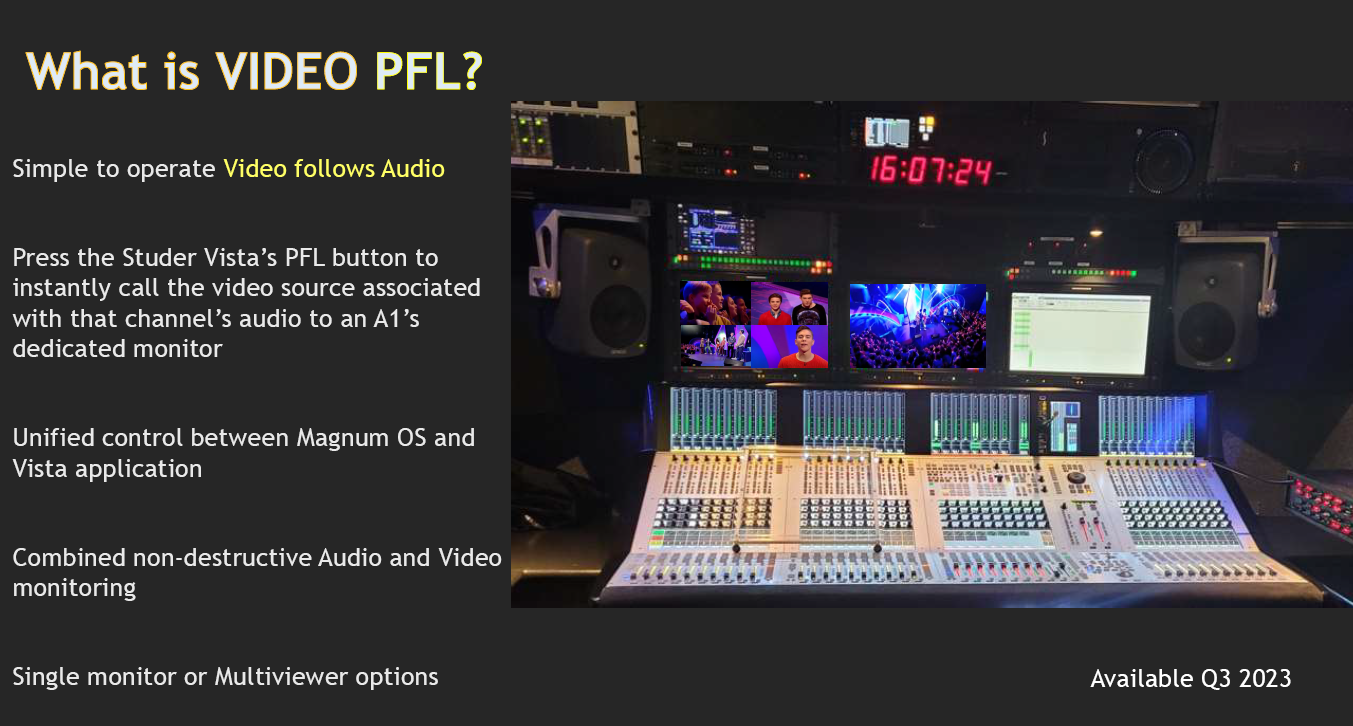 What is VIDEO PFL?
Simple to operate Video follows Audio
Press the Studer Vista’s PFL button to
instantly call the video source associated
with that channel’s audio to an A1’s
dedicated monitor
Unified control between Magnum OS and
Vista application
Combined non-destructive Audio and Video
monitoring
Single monitor or Multiviewer options
16:07:24
Available Q3 2023